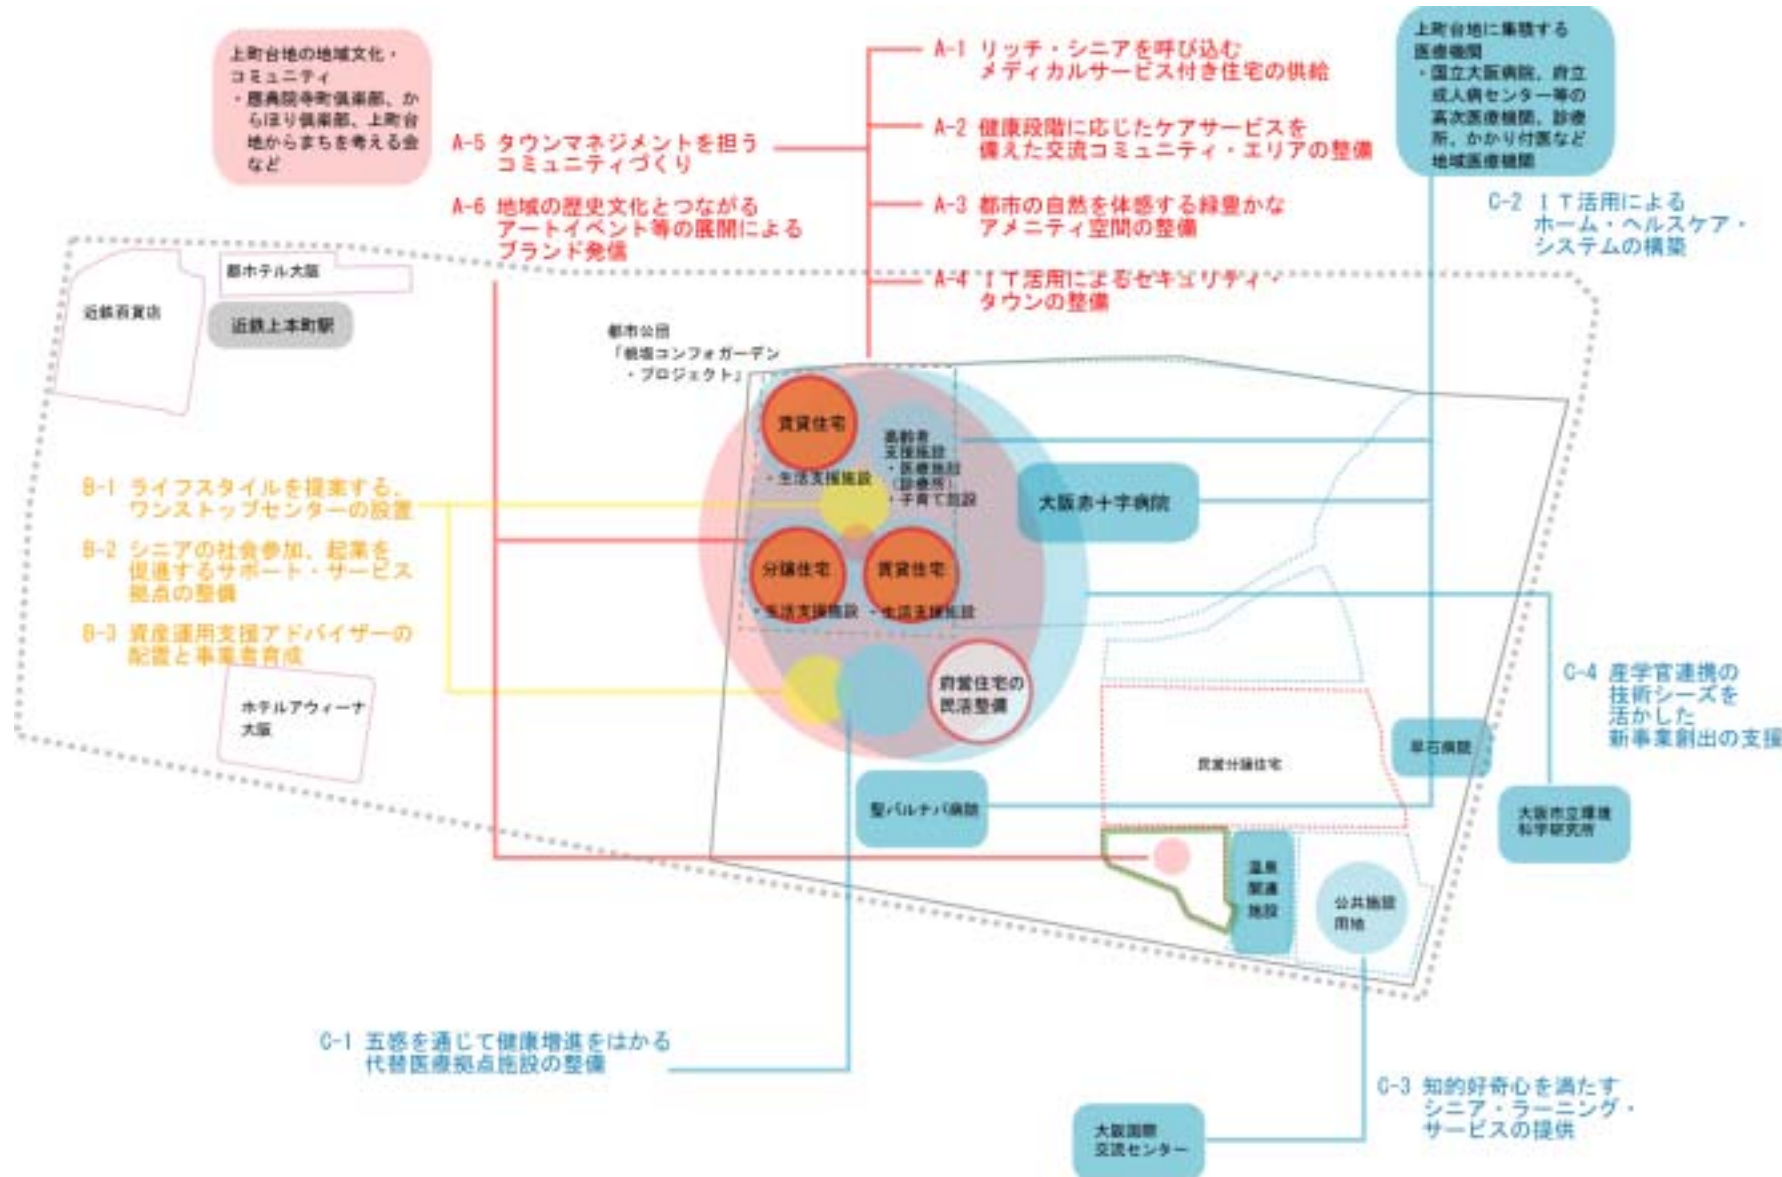 上町台地の地域文化・
コミュニティ
・應典院寺町倶楽部、か
らほり倶楽部、上町台
地からまちを考える会
など
A-5 タウンマネジメントを担う
コミュニティづくり
A-6 地域の歴史文化とつながる
アートイベント等の展開による
ブランド発信
A-1 リッチ・シニアを呼び込む
メディカルサービス付き住宅の供給
A-2 健康段階に応じたケアサービスを
備えた交流コミュニティ・エリアの整備
A-3 都市の自然を体感する緑豊かな
アメニティ空間の整備
A-4 IT活用によるセキュリティ・
タウンの整備
上町台地に集積する
医療機関
・国立大阪病院、府立
成人病センター等の
高次医療機関、診療
所、かかり付医など
地域医療機関
C-2 IT活用による
ホーム・ヘルスケア・
システムの構築
都ホテル大阪
近鉄百貨店
近鉄上本町駅
都市公団
「桃坂コンフォガーデン
・プロジェクト」
賃貸住宅
・生活支援施設
高齢者
支援施設
・医療施設
（診療所）
・子育て施設
大阪赤十字病院
B-1 ライフスタイルを提案する、
ワンストップセンターの設置
B-2 シニアの社会参加、起業を
促進するサポート・サービス
拠点の整備
B-3 資産運用支援アドバイザーの
配置と事業者育成
分譲住宅
・生活支援施設
賃貸住宅
・生活支援施設
府営住宅の
民活整備
ホテルアウィーナ
大阪
C-4 産学官連携の
技術シーズを
活かした
新事業創出の支援
民営分譲住宅
早石病院
聖バルナバ病院
大阪市立環境
科学研究所
温泉
関連
施設
公共施設
用地
C-1 五感を通じて健康増進をはかる
代替医療拠点施設の整備
C-3 知的好奇心を満たす
シニア・ラーニング・
サービスの提供
大阪国際
交流センター